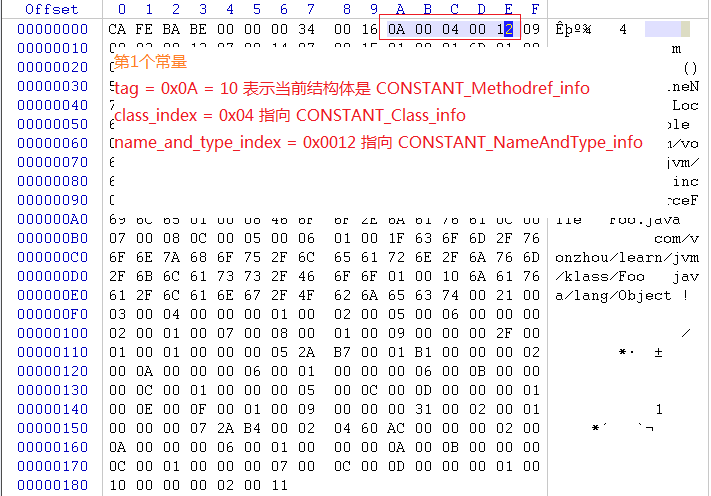 Offset 0 1 2 3 4 5 6 7 8 9 A B C D E F
00000000 CA FE BA BE 00 00 00 34 00 16 0A 00 04 00 12 09 Êþº¾ 4
00000010 m
00000020 ()
第1个常量
00000030 neN
tag = 0x0A = 10 表示当前结构体是 CONSTANT_Methodref_info
00000040 Loc
class_index = 0x04 指向 CONSTANT_Class_info
00000050 ble
00000060 n/vo
name_and_type_index = 0x0012 指向 CONSTANT_NameAndType_info
00000070 jvm/
00000080 inc
00000090 rceF
000000A0 69 6C 65 01 00 08 46 6F 6F 2E 6A 61 76 61 0C 00 ile Foo.java
000000B0 07 00 08 0C 00 05 00 06 01 00 1F 63 6F 6D 2F 76 com/v
000000C0 6F 6E 7A 68 6F 75 2F 6C 65 61 72 6E 2F 6A 76 6D onzhou/learn/jvm
000000D0 2F 6B 6C 61 73 73 2F 46 6F 6F 01 00 10 6A 61 76 /klass/Foo jav
000000E0 61 2F 6C 61 6E 67 2F 4F 62 6A 65 63 74 00 21 00 a/lang/Object !
000000F0 03 00 04 00 00 00 01 00 02 00 05 00 06 00 00 00
00000100 02 00 01 00 07 00 08 00 01 00 09 00 00 00 2F 00 /
00000110 01 00 01 00 00 00 05 2A B7 00 01 B1 00 00 00 02 *· ±
00000120 00 0A 00 00 00 06 00 01 00 00 00 06 00 0B 00 00
00000130 00 0C 00 01 00 00 00 05 00 0C 00 0D 00 00 00 01
00000140 00 0E 00 0F 00 01 00 09 00 00 00 31 00 02 00 01 1
00000150 00 00 00 07 2A B4 00 02 04 60 AC 00 00 00 02 00 *´ `¬
00000160 0A 00 00 00 06 00 01 00 00 00 0A 00 0B 00 00 00
00000170 0C 00 01 00 00 00 07 00 0C 00 0D 00 00 01 00
00000180 10 00 00 00 02 00 11